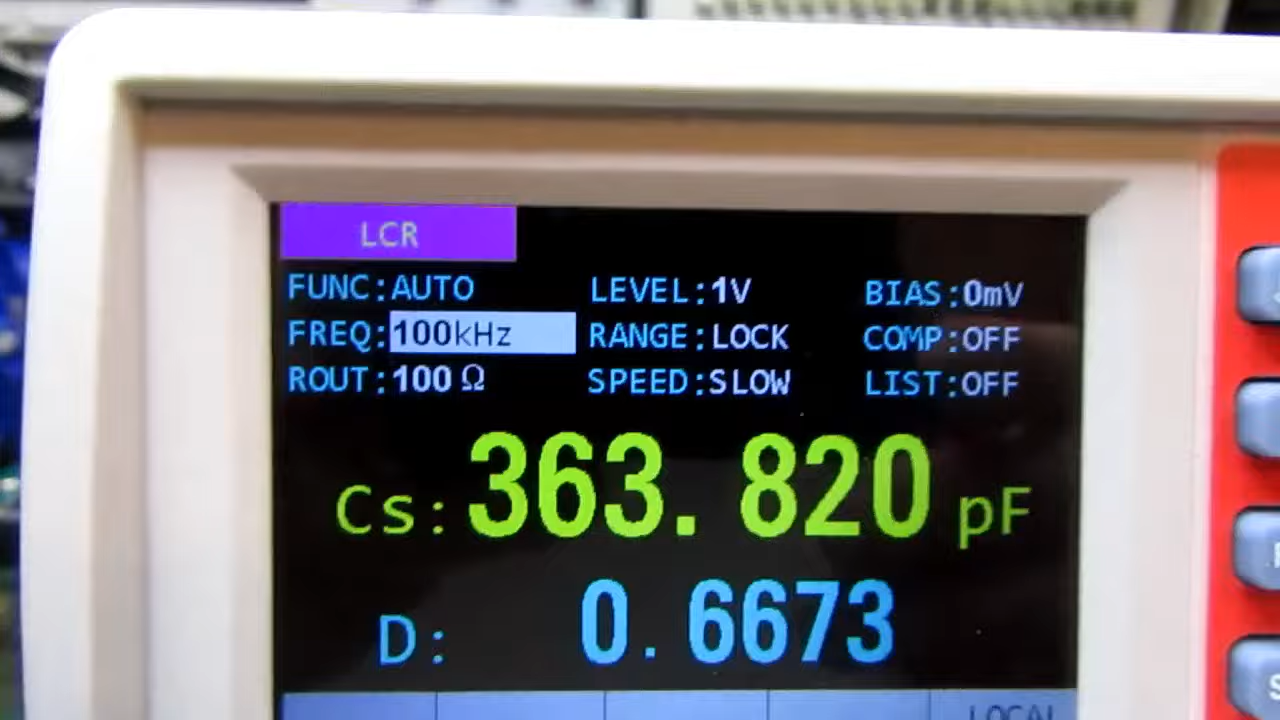 LCR
FUNC:AUTO LEVEL:1V BIAS:0mV
FREQ:100kHz RANGE:LOCK COMP:OFF
ROUT:100 Ω SPEED:SLOW LIST:OFF
Cs:363.820 pF
D: 0.6673
LOCAL